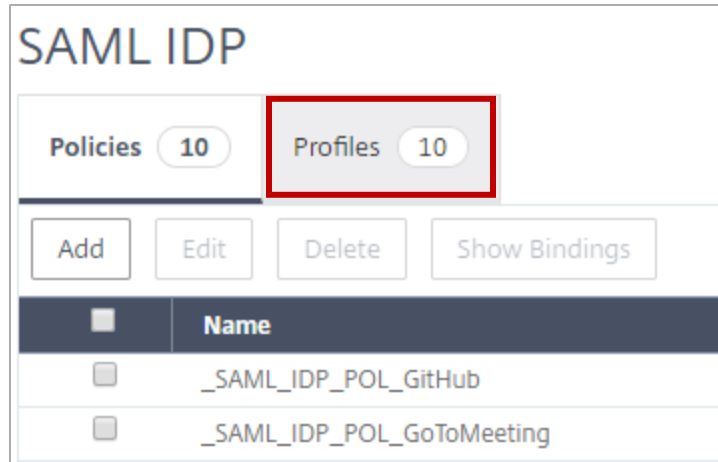 SAML IDP
Policies 10 Profiles 10
Add Edit Delete Show Bindings
Name
_SAML_IDP_POL_GitHub
_SAML_IDP_POL_GoToMeeting